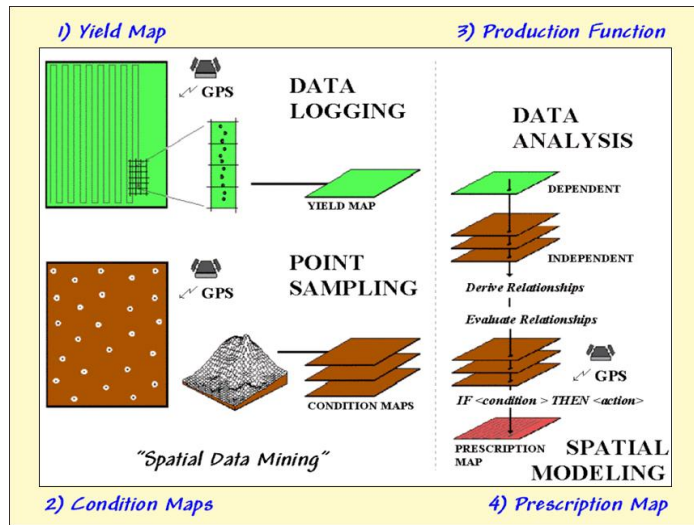 1) Yield Map
3) Production Function
GPS
DATA
LOGGING
YIELD MAP
DATA
ANALYSIS
DEPENDENT
INDEPENDENT
Derive Relationships
Evaluate Relationships
GPS
POINT
SAMPLING
CONDITION MAPS
GPS
IF <condition > THEN <action>
PRESCRIPTION
MAP
SPATIAL
MODELING
"Spatial Data Mining"
2) Condition Maps
4) Prescription Map